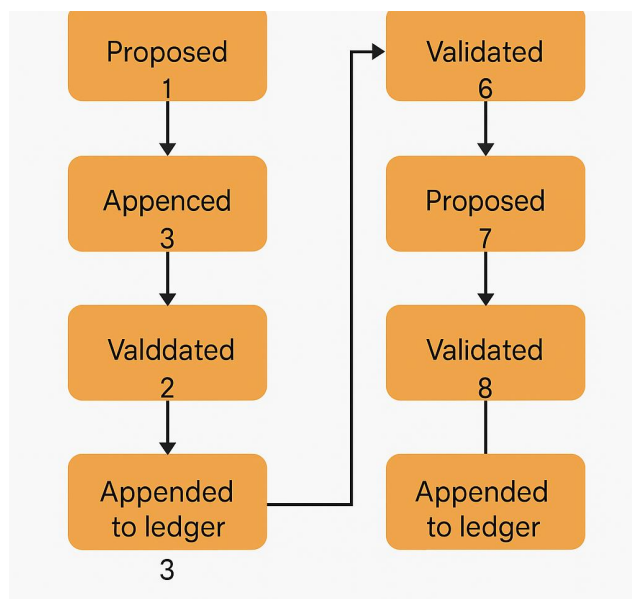 Proposed
1
Appenced
3
Valddated
2
Appended
to ledger
3
Validated
6
Proposed
7
Validated
8
Appended
to ledger